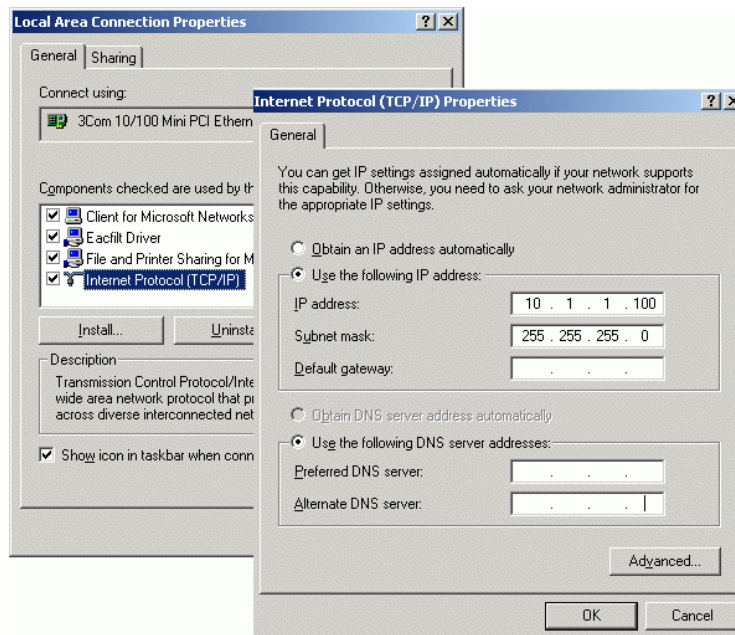 Local Area Connection Properties
General
Sharing
Connect using:
3Com 10/100 Mini PCI Ethern
Components checked are used by th
Client for Microsoft Networks
Eacfilt Driver
File and Printer Sharing for M
Internet Protocol (TCP/IP)
Install...
Uninsta
Description
Transmission Control Protocol/Inte
wide area network protocol that pr
across diverse interconnected net
Show icon in taskbar when conn
Internet Protocol (TCP/IP) Properties
General
You can get IP settings assigned automatically if your network supports
this capability. Otherwise, you need to ask your network administrator for
the appropriate IP settings.
Obtain an IP address automatically
Use the following IP address:
IP address: 10 . 1 . 1 . 100
Subnet mask: 255 . 255 . 255 . 0
Default gateway: . . .
Obtain DNS server address automatically
Use the following DNS server addresses:
Preferred DNS server: . . .
Alternate DNS server: . . .
Advanced...
OK
Cancel